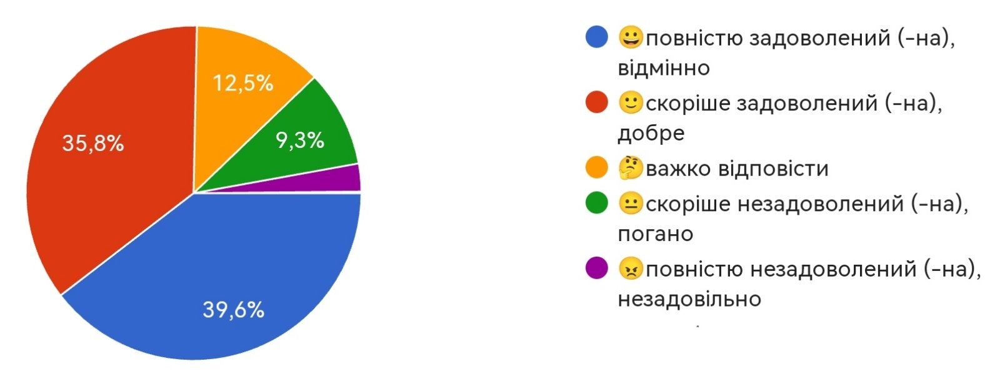 12,5%
35,8%
9,3%
39,6%
😀повністю задоволений (-на),
відмінно
🙂скоріше задоволений (-на),
добре
🤔важко відповісти
😐скоріше незадоволений (-на),
погано
😠повністю незадоволений (-на),
незадовільно